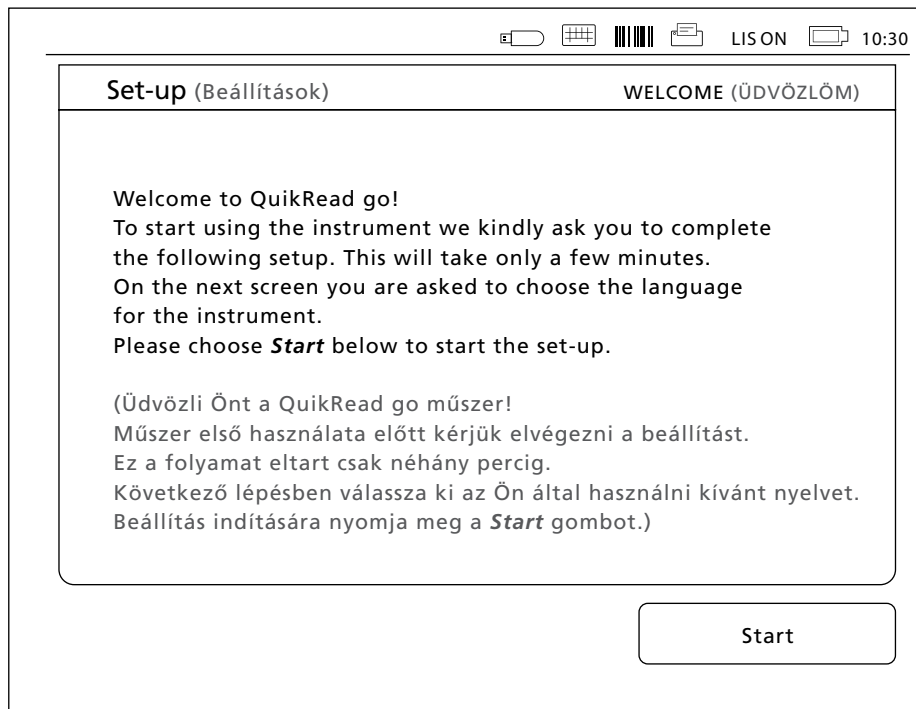 LIS ON 10:30
Set-up (Beállítások) WELCOME (ÜDVÖZLÖM)
Welcome to QuikRead go!
To start using the instrument we kindly ask you to complete
the following setup. This will take only a few minutes.
On the next screen you are asked to choose the language
for the instrument.
Please choose Start below to start the set-up.
(Üdvözli Önt a QuikRead go műszer!
Műszer első használata előtt kérjük elvégezni a beállítást.
Ez a folyamat eltart csak néhány percig.
Következő lépésben válassza ki az Ön által használni kívánt nyelvet.
Beállítás indítására nyomja meg a Start gombot.)
Start